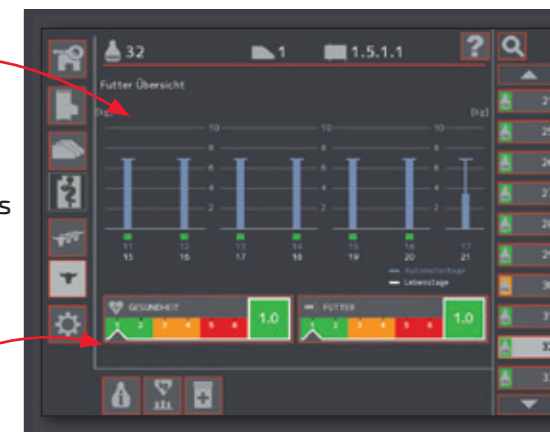 32 1 1.5.1.1 ?
Futter Übersicht
[kg] [kg]
10 10 10
8 8 8
6 6 6
4 4 4
2 2 2
11 12 13 14 15 16 17
15 16 17 18 19 20 21
Automatentage
Lebenstage
GESUNDHEIT 1.0
1 2 3 4 5 6
FUTTER 1.0
1 2 3 4 5 6
s